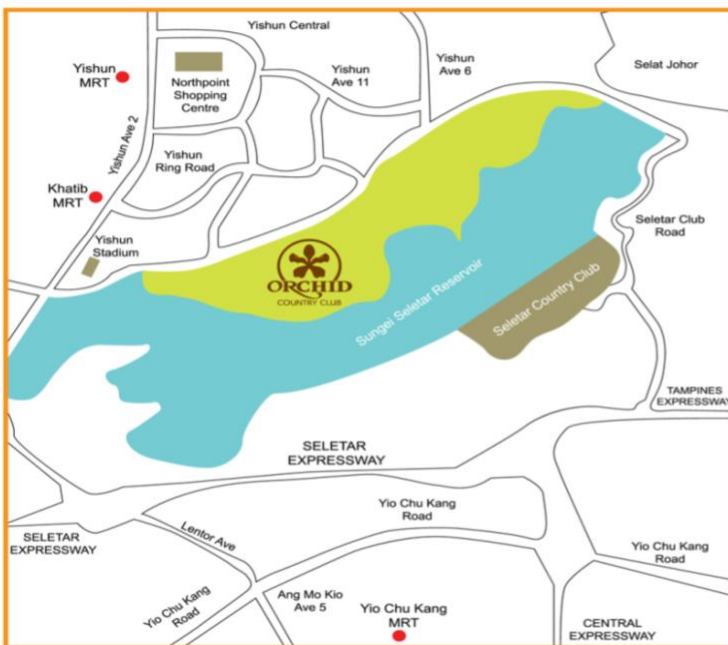 Yishun Central
Yishun
MRT
Northpoint
Shopping
Centre
Yishun
Ave 11
Yishun
Ave 6
Selat Johor
Yishun Ave 2
Yishun
Ring Road
Khatib
MRT
Yishun
Stadium
Seletar Club
Road
ORCHID
COUNTRY CLUB
Sungei Seletar Reservoir
Seletar Country Club
TAMPINES
EXPRESSWAY
SELETAR
EXPRESSWAY
Yio Chu Kang
Road
SELETAR
EXPRESSWAY
Lentor Ave
Yio Chu Kang
Road
Yio Chu Kang
Road
Ang Mo Kio
Ave 5
Yio Chu Kang
MRT
CENTRAL
EXPRESSWAY